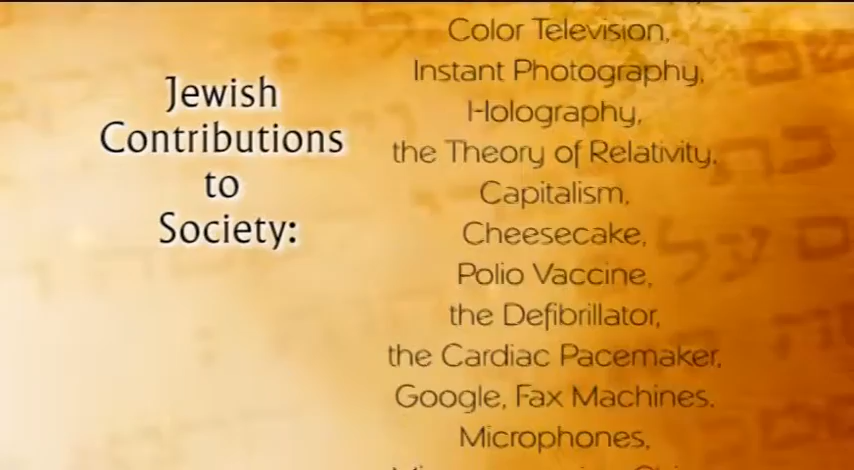 Jewish
Contributions
to
Society:
Color Television,
Instant Photography,
Holography,
the Theory of Relativity,
Capitalism,
Cheesecake,
Polio Vaccine,
the Defibrillator,
the Cardiac Pacemaker,
Google, Fax Machines.
Microphones,